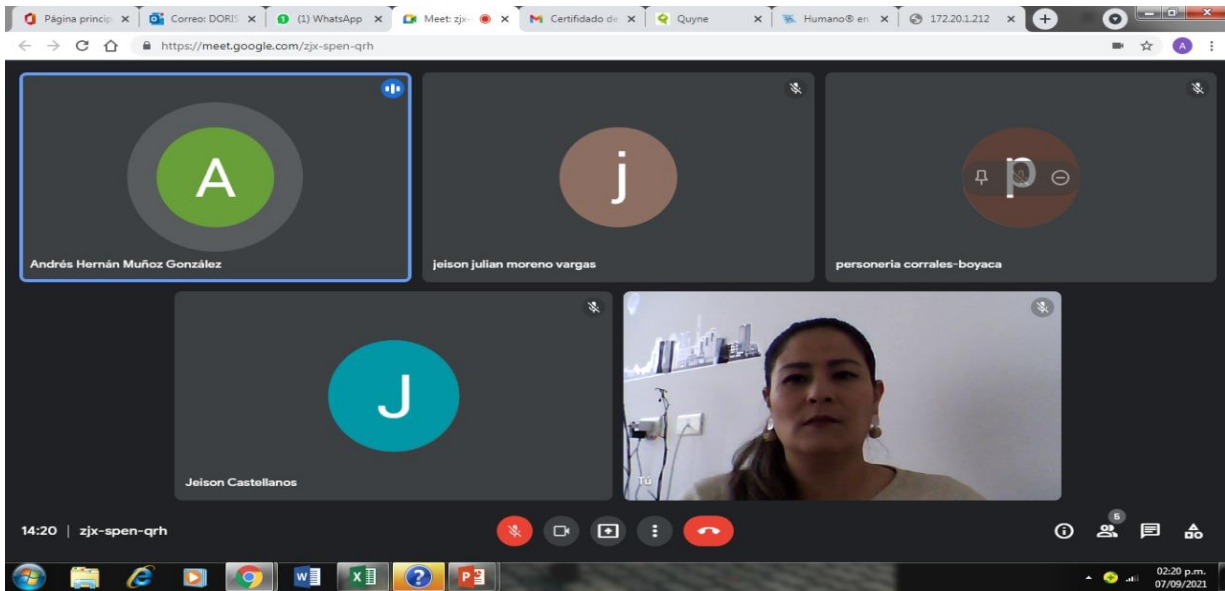 Página princip
Correo: DORIS
(1) WhatsApp
Meet: zjx-
Certifidado de
Quyne
Humano® en
172.20.1.212
https://meet.google.com/zjx-spen-qrh
A
A
Andrés Hernán Muñoz González
j
jeison julian moreno vargas
p
personeria corrales-boyaca
J
Jeison Castellanos
Tú
14:20 | zjx-spen-qrh
5
02:20 p.m.
07/09/2021